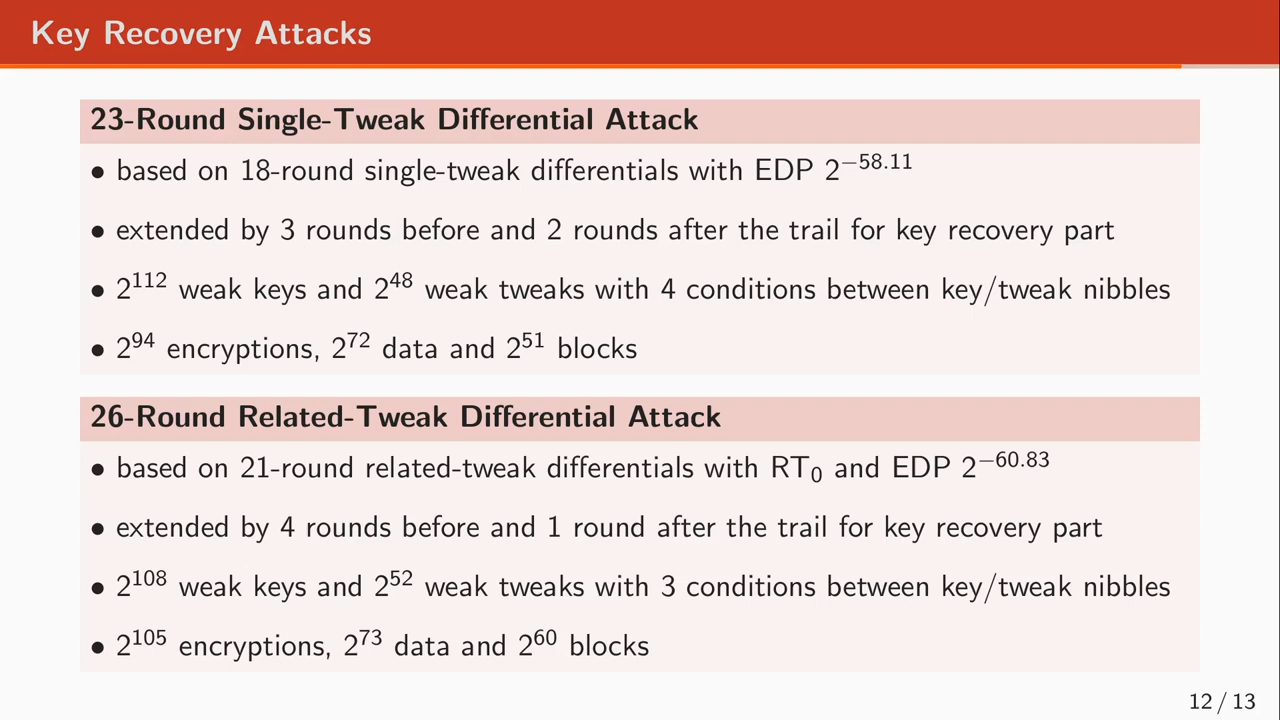 Key Recovery Attacks
23-Round Single-Tweak Differential Attack
• based on 18-round single-tweak differentials with EDP 2^−58.11
• extended by 3 rounds before and 2 rounds after the trail for key recovery part
• 2^112 weak keys and 2^48 weak tweaks with 4 conditions between key/tweak nibbles
• 2^94 encryptions, 2^72 data and 2^51 blocks
26-Round Related-Tweak Differential Attack
• based on 21-round related-tweak differentials with RT_0 and EDP 2^−60.83
• extended by 4 rounds before and 1 round after the trail for key recovery part
• 2^108 weak keys and 2^52 weak tweaks with 3 conditions between key/tweak nibbles
• 2^105 encryptions, 2^73 data and 2^60 blocks
12 / 13